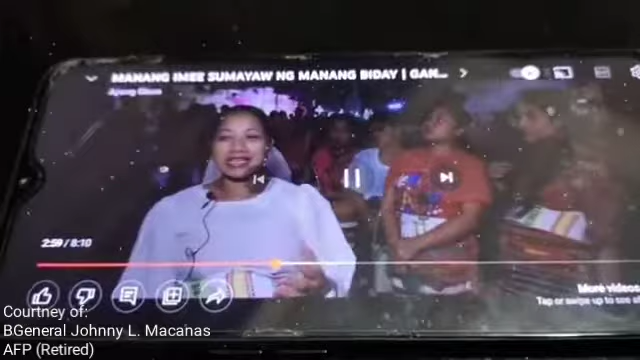 MANANG IMEE SUMAYAW NG MANANG BIDAY | GAN...
2:59 / 8:10
More videos
Courtney of:
BGeneral Johnny L. Macanas
AFP (Retired)